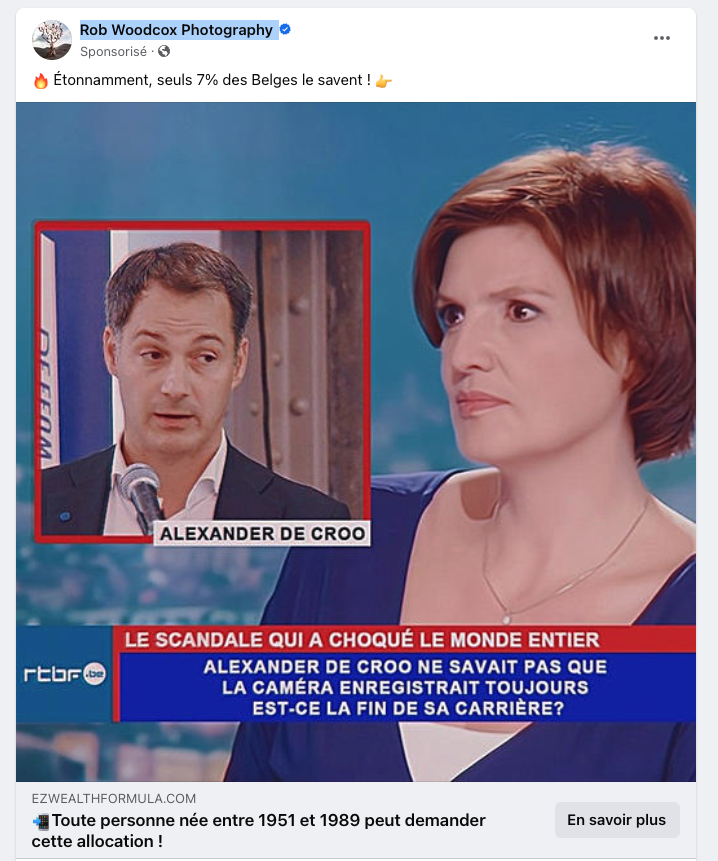 Rob Woodcox Photography
Sponsorisé ·
🔥 Étonnamment, seuls 7% des Belges le savent ! 👉
DEFEDM
ALEXANDER DE CROO
LE SCANDALE QUI A CHOQUÉ LE MONDE ENTIER
rtbf.be
ALEXANDER DE CROO NE SAVAIT PAS QUE
LA CAMÉRA ENREGISTRAIT TOUJOURS
EST-CE LA FIN DE SA CARRIÈRE?
EZWEALTHFORMULA.COM
📲Toute personne née entre 1951 et 1989 peut demander
cette allocation !
En savoir plus